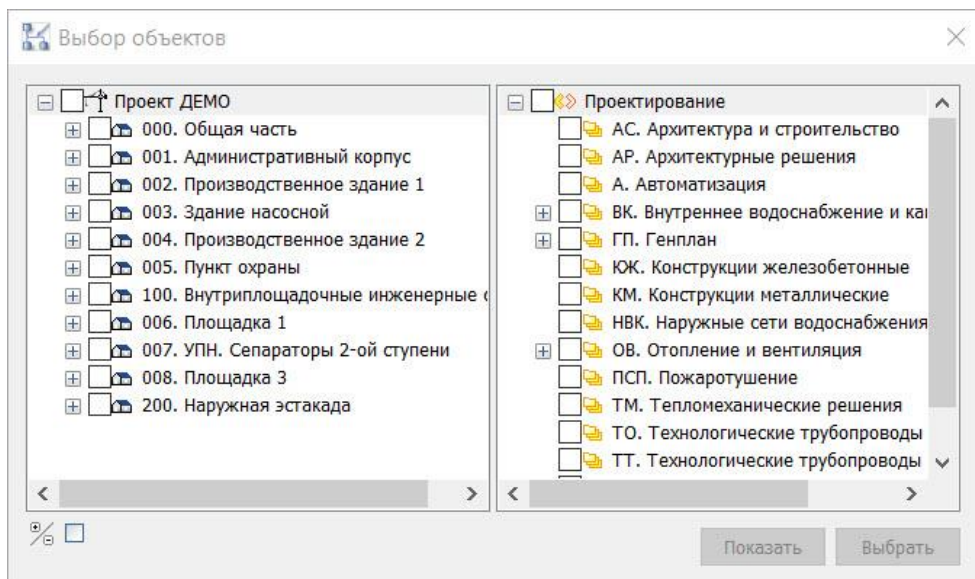 Выбор объектов
Проект ДЕМО
000. Общая часть
001. Административный корпус
002. Производственное здание 1
003. Здание насосной
004. Производственное здание 2
005. Пункт охраны
100. Внутриплощадочные инженерные
006. Площадка 1
007. УПН. Сепараторы 2-ой ступени
008. Площадка 3
200. Наружная эстакада
Проектирование
АС. Архитектура и строительство
АР. Архитектурные решения
А. Автоматизация
ВК. Внутреннее водоснабжение и
ГП. Генплан
КЖ. Конструкции железобетонные
КМ. Конструкции металлические
НВК. Наружные сети водоснабжения
ОВ. Отопление и вентиляция
ПСП. Пожаротушение
ТМ. Тепломеханические решения
ТО. Технологические трубопроводы
ТТ. Технологические трубопроводы
Показать
Выбрать